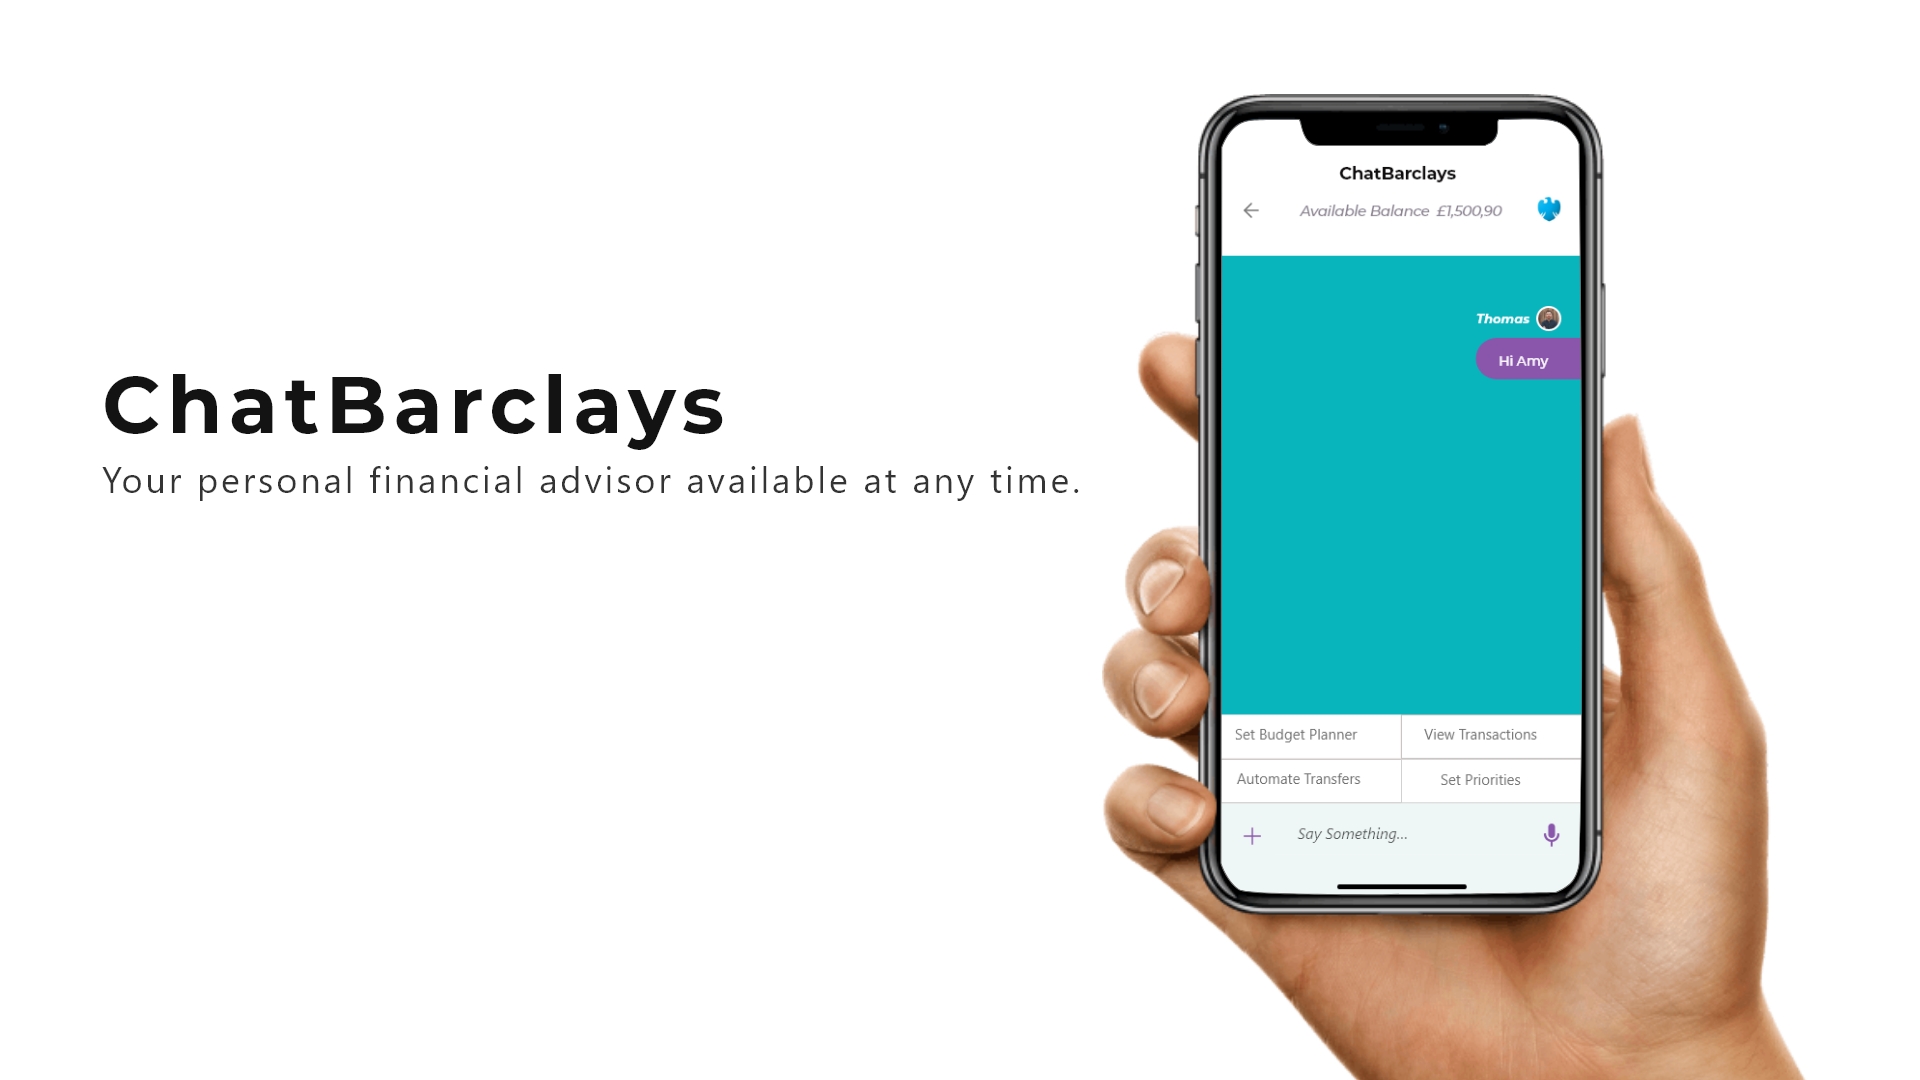 ChatBarclays
Your personal financial advisor available at any time.
ChatBarclays
Available Balance £1,500,90
Thomas
Hi Amy
Set Budget Planner
View Transactions
Automate Transfers
Set Priorities
Say Something...